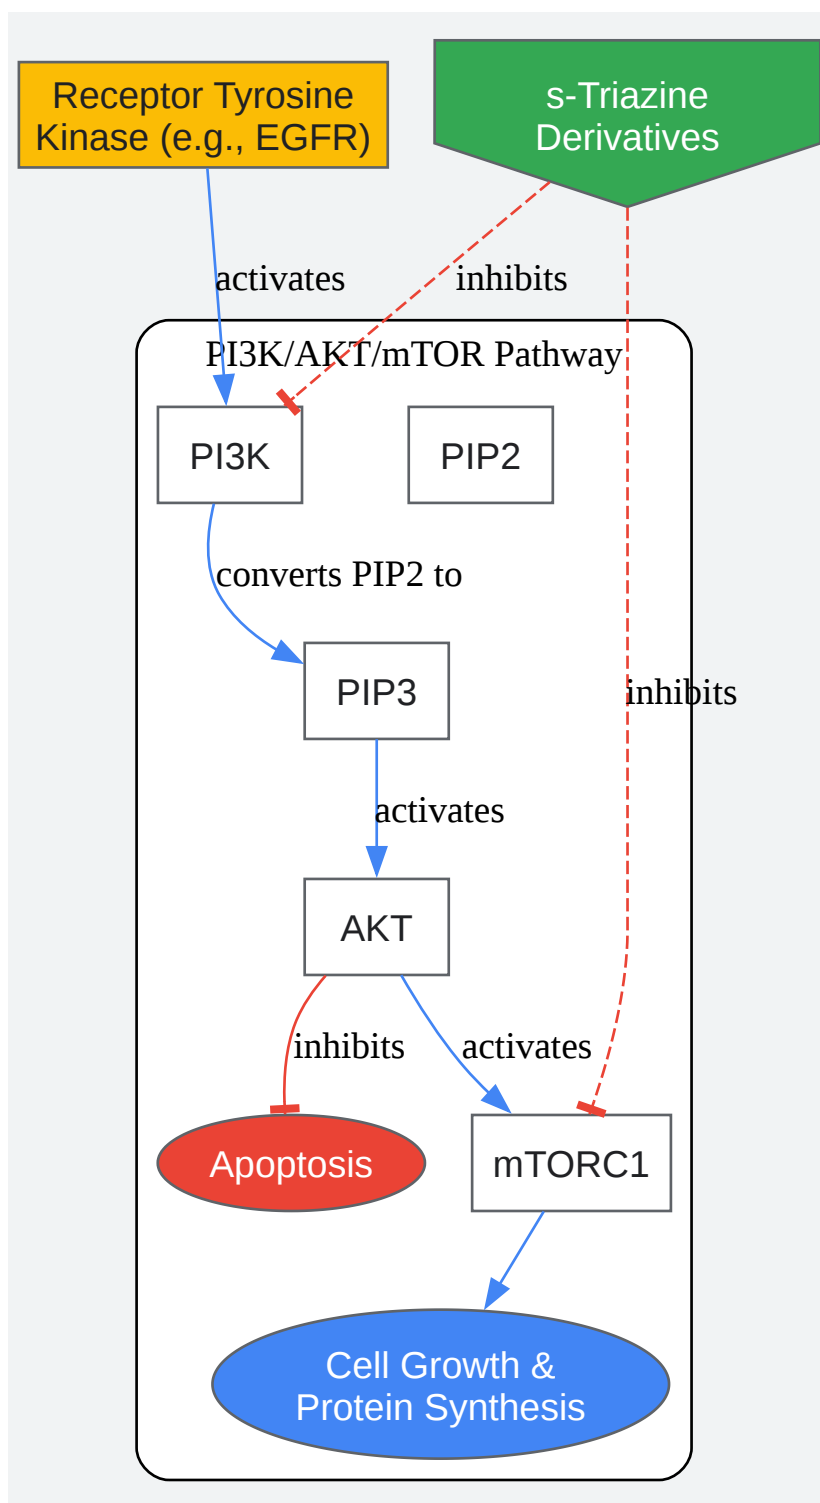 Receptor Tyrosine
Kinase (e.g., EGFR)
s-Triazine
Derivatives
activates
inhibits
PI3K/AKT/mTOR Pathway
PI3K
PIP2
converts PIP2 to
PIP3
inhibits
activates
AKT
inhibits
activates
Apoptosis
mTORC1
Cell Growth &
Protein Synthesis